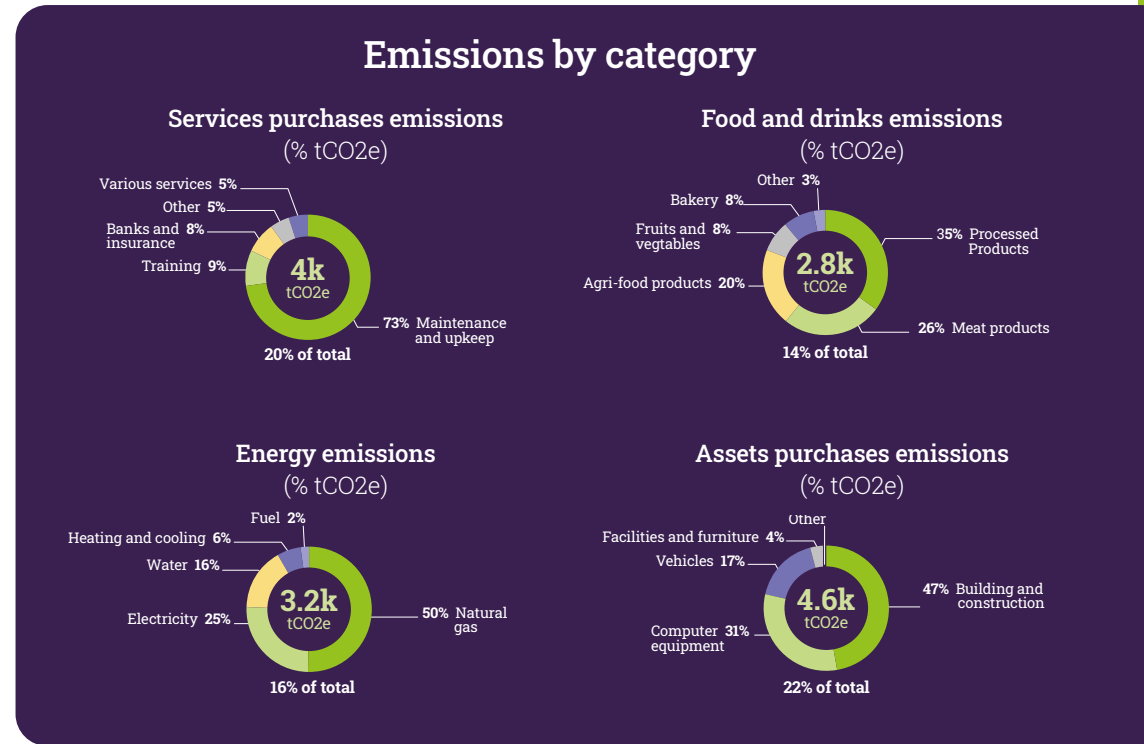 Emissions by category
Services purchases emissions
(% tCO2e)
Various services 5%
Other 5%
Banks and 8%
insurance
Training 9%
4k
tCO2e
73% Maintenance
and upkeep
20% of total
Food and drinks emissions
(% tCO2e)
Other 3%
Bakery 8%
Fruits and 8%
vegtables
Agri-food products 20%
2.8k
tCO2e
35% Processed
Products
26% Meat products
14% of total
Energy emissions
(% tCO2e)
Fuel 2%
Heating and cooling 6%
Water 16%
Electricity 25%
3.2k
tCO2e
50% Natural
gas
16% of total
Assets purchases emissions
(% tCO2e)
Other
Facilities and furniture 4%
Vehicles 17%
Computer 31%
equipment
4.6k
tCO2e
47% Building and
construction
22% of total